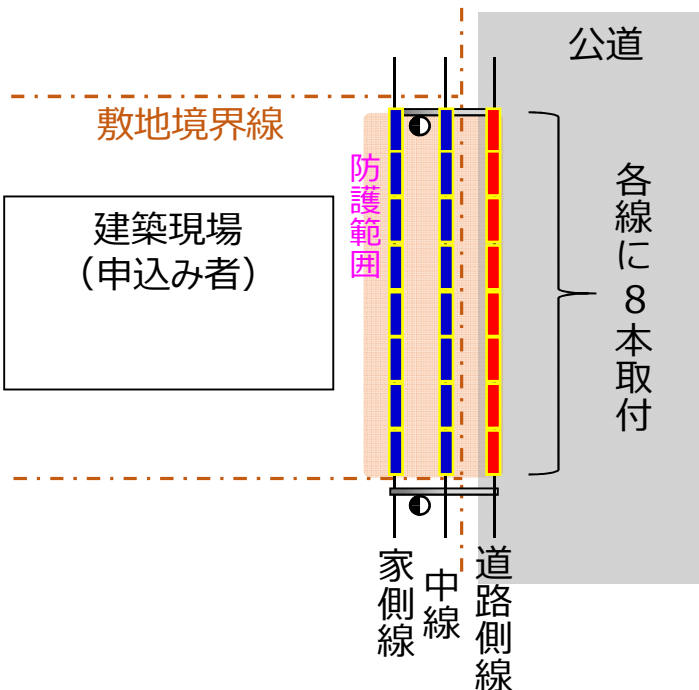 公道
敷地境界線
防護範囲
建築現場
（申込み者）
各線に８本取付
家側線
中線
道路側線